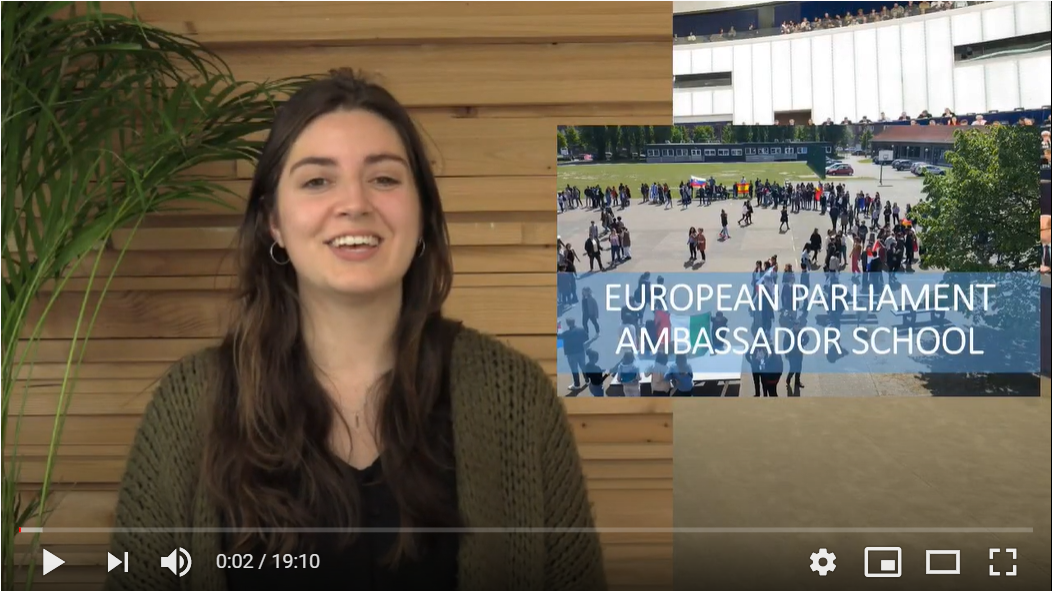 EUROPEAN PARLIAMENT
AMBASSADOR SCHOOL
0:02 / 19:10